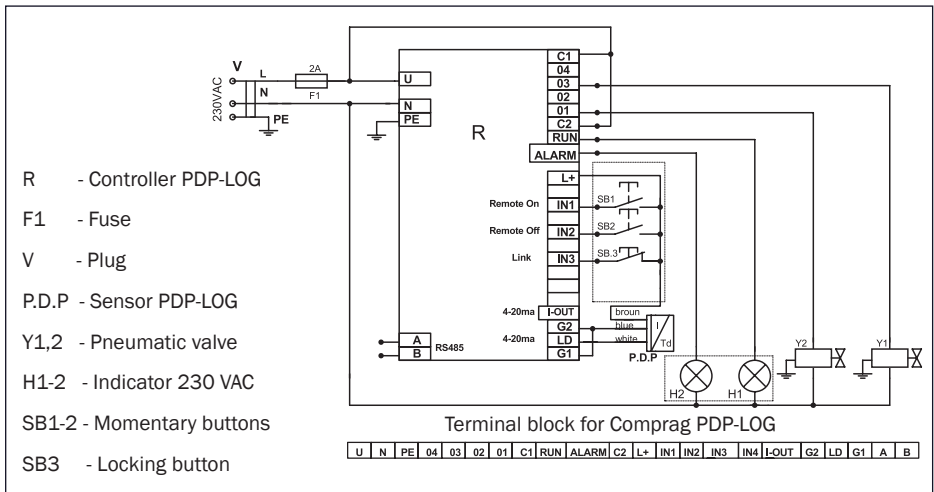 V
230VAC
L
N
PE
2A
F1
U
N
PE
R
C1
04
03
02
01
C2
RUN
ALARM
L+
Remote On IN1 SB1
Remote Off IN2 SB2
Link IN3 SB.3
4-20ma I-OUT broun
G2 blue
4-20ma LD white
G1
I/Td
P.D.P
A
B
RS485
H2
H1
Y2
Y1
R - Controller PDP-LOG
F1 - Fuse
V - Plug
P.D.P - Sensor PDP-LOG
Y1,2 - Pneumatic valve
H1-2 - Indicator 230 VAC
SB1-2 - Momentary buttons
SB3 - Locking button
Terminal block for Comprag PDP-LOG
U N PE 04 03 02 01 C1 RUN ALARM C2 L+ IN1 IN2 IN3 IN4 I-OUT G2 LD G1 A B